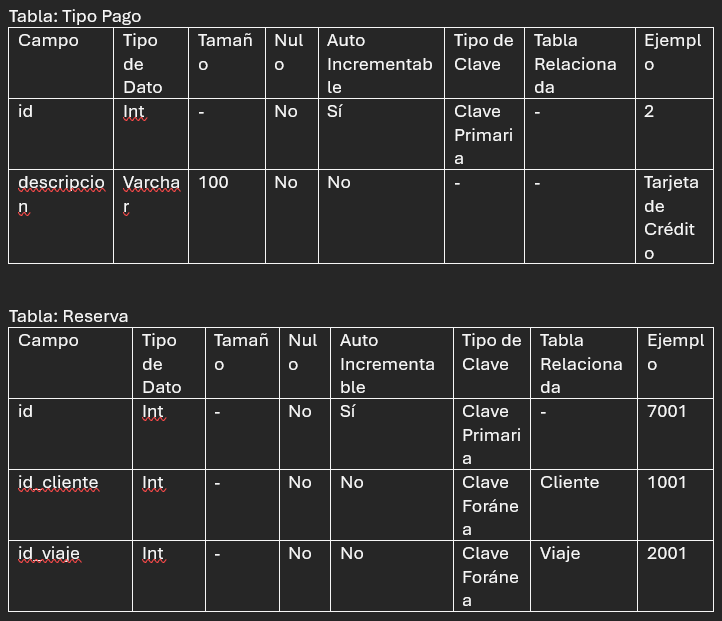 Tabla: Tipo Pago
Campo Tipo de Dato Tamaño Nulo Auto Incrementable Tipo de Clave Tabla Relacionada Ejemplo
id Int - No Sí Clave Primaria - 2
descripcion Varchar 100 No No - - Tarjeta de Crédito
Tabla: Reserva
Campo Tipo de Dato Tamaño Nulo Auto Incrementable Tipo de Clave Tabla Relacionada Ejemplo
id Int - No Sí Clave Primaria - 7001
id_cliente Int - No No Clave Foránea Cliente 1001
id_viaje Int - No No Clave Foránea Viaje 2001